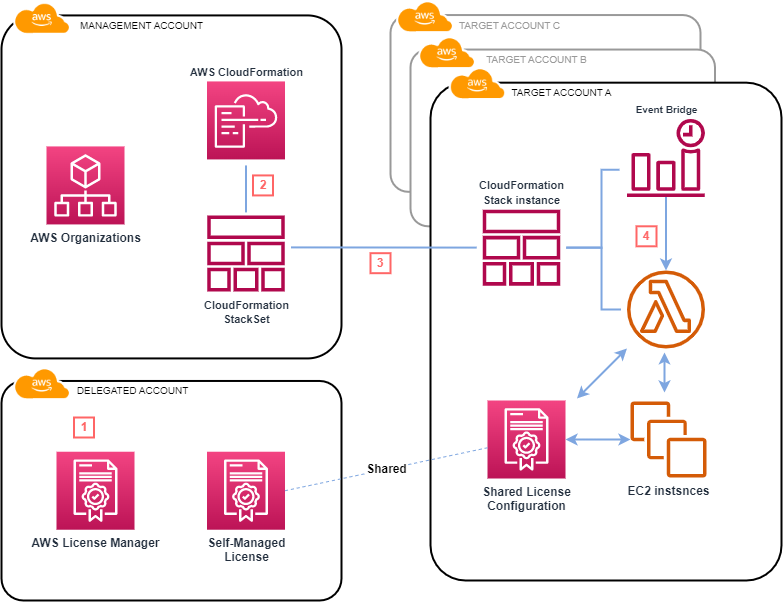 aws
MANAGEMENT ACCOUNT
AWS CloudFormation
2
AWS Organizations
CloudFormation
StackSet
3
aws
DELEGATED ACCOUNT
1
AWS License Manager
Self-Managed
License
Shared
aws
TARGET ACCOUNT C
aws
TARGET ACCOUNT B
aws
TARGET ACCOUNT A
Event Bridge
CloudFormation
Stack instance
4
Shared License
Configuration
EC2 instsnces